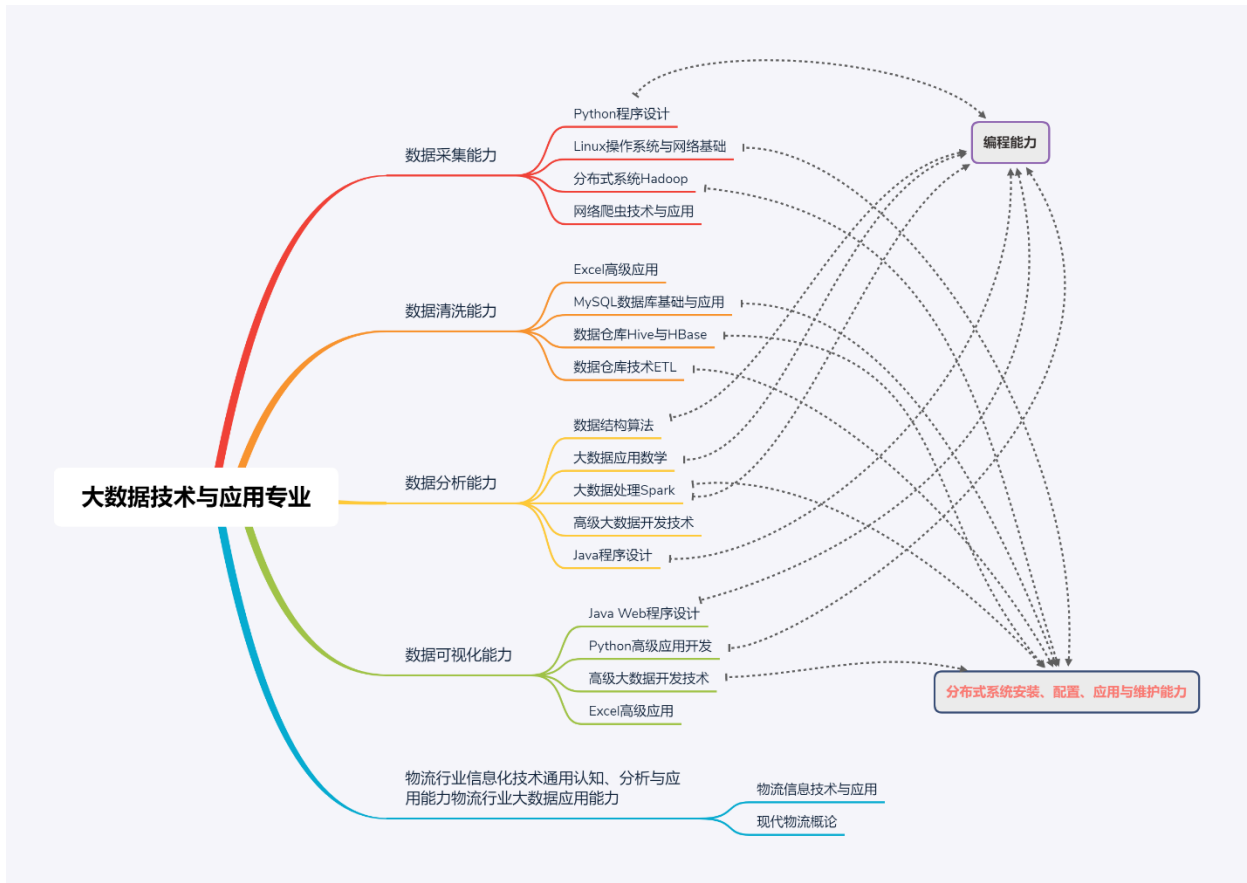 大数据技术与应用专业
数据采集能力
Python程序设计
Linux操作系统与网络基础
分布式系统Hadoop
网络爬虫技术与应用
数据清洗能力
Excel高级应用
MySQL数据库基础与应用
数据仓库Hive与HBase
数据仓库技术ETL
数据分析能力
数据结构算法
大数据应用数学
大数据处理Spark
高级大数据开发技术
Java程序设计
数据可视化能力
Java Web程序设计
Python高级应用开发
高级大数据开发技术
Excel高级应用
物流行业信息化技术通用认知、分析与应
用能力物流行业大数据应用能力
物流信息技术与应用
现代物流概论
编程能力
分布式系统安装、配置、应用与维护能力